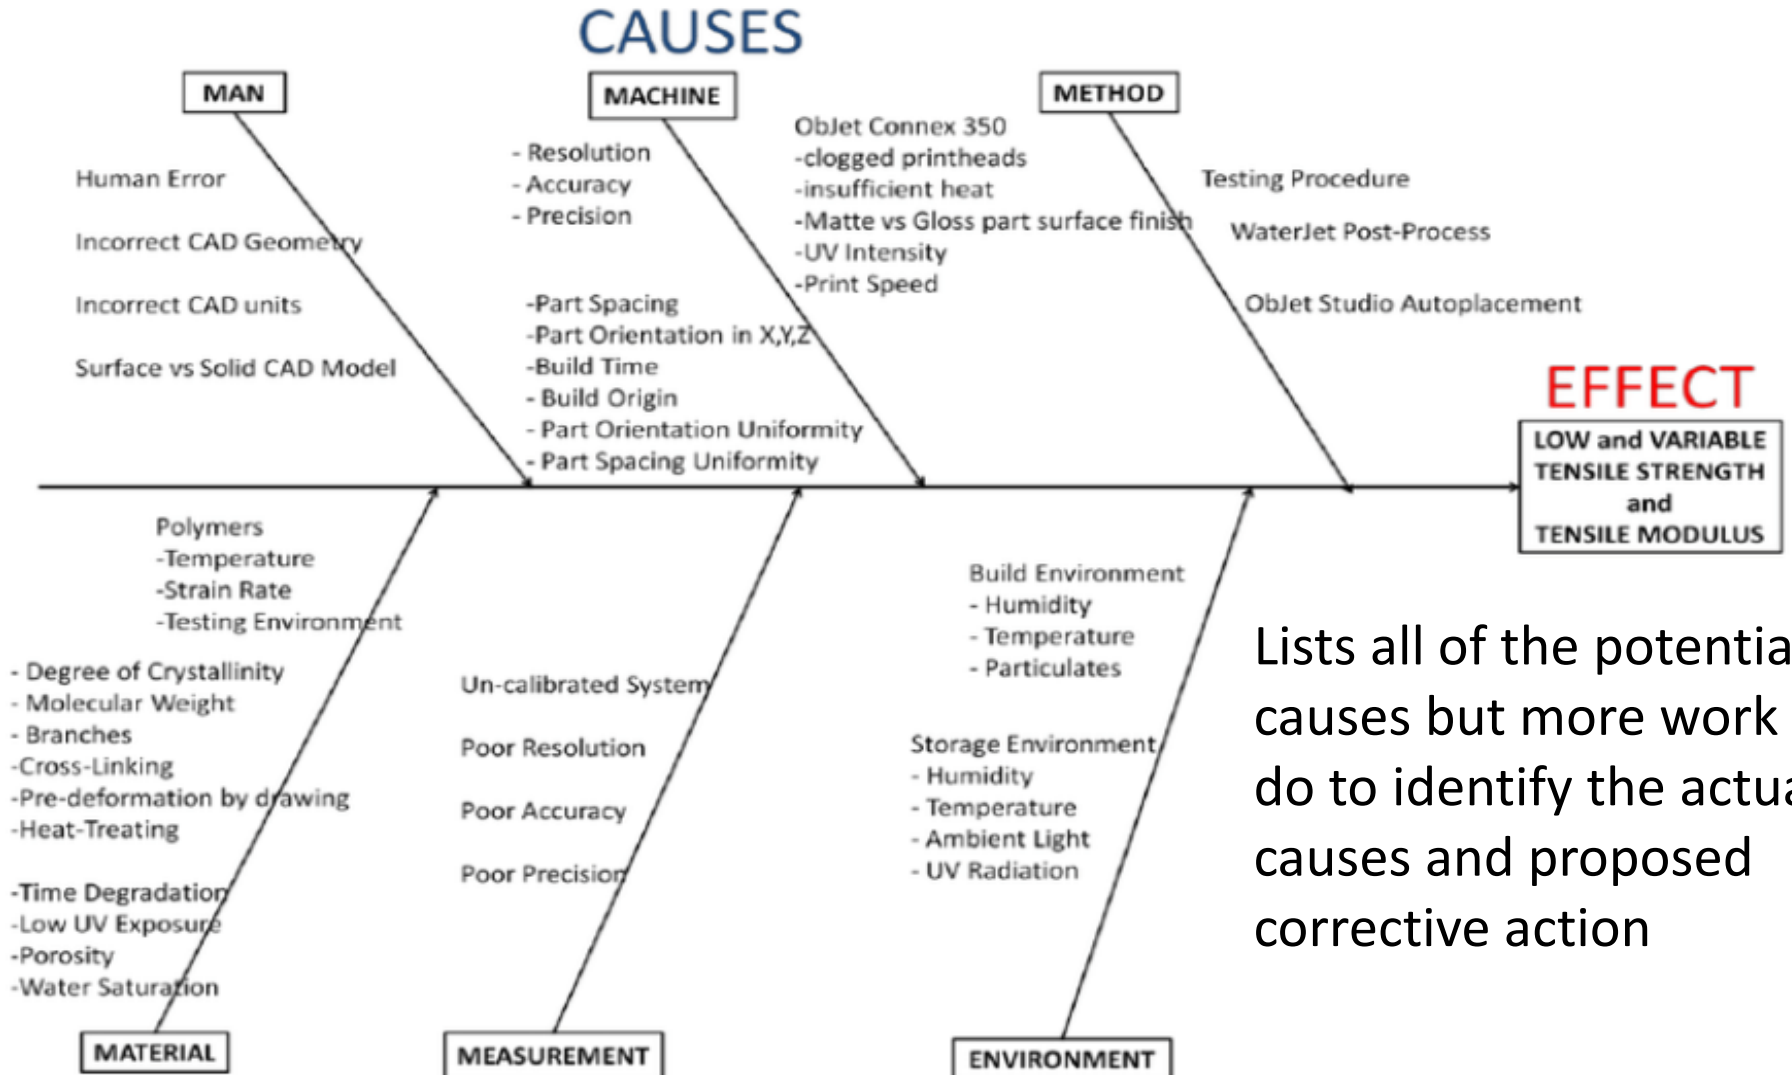 CAUSES
MAN
MACHINE
METHOD
Human Error
Incorrect CAD Geometry
Incorrect CAD units
Surface vs Solid CAD Model
- Resolution
- Accuracy
- Precision
-Part Spacing
-Part Orientation in X,Y,Z
-Build Time
- Build Origin
- Part Orientation Uniformity
- Part Spacing Uniformity
ObJet Connex 350
-clogged printheads
-insufficient heat
-Matte vs Gloss part surface finish
-UV Intensity
-Print Speed
Testing Procedure
WaterJet Post-Process
ObJet Studio Autoplacement
EFFECT
LOW and VARIABLE
TENSILE STRENGTH
and
TENSILE MODULUS
Polymers
-Temperature
-Strain Rate
-Testing Environment
- Degree of Crystallinity
- Molecular Weight
- Branches
-Cross-Linking
-Pre-deformation by drawing
-Heat-Treating
-Time Degradation
-Low UV Exposure
-Porosity
-Water Saturation
Un-calibrated System
Poor Resolution
Poor Accuracy
Poor Precision
Build Environment
- Humidity
- Temperature
- Particulates
Storage Environment
- Humidity
- Temperature
- Ambient Light
- UV Radiation
Lists all of the potentia
causes but more work
do to identify the actua
causes and proposed
corrective action
MATERIAL
MEASUREMENT
ENVIRONMENT